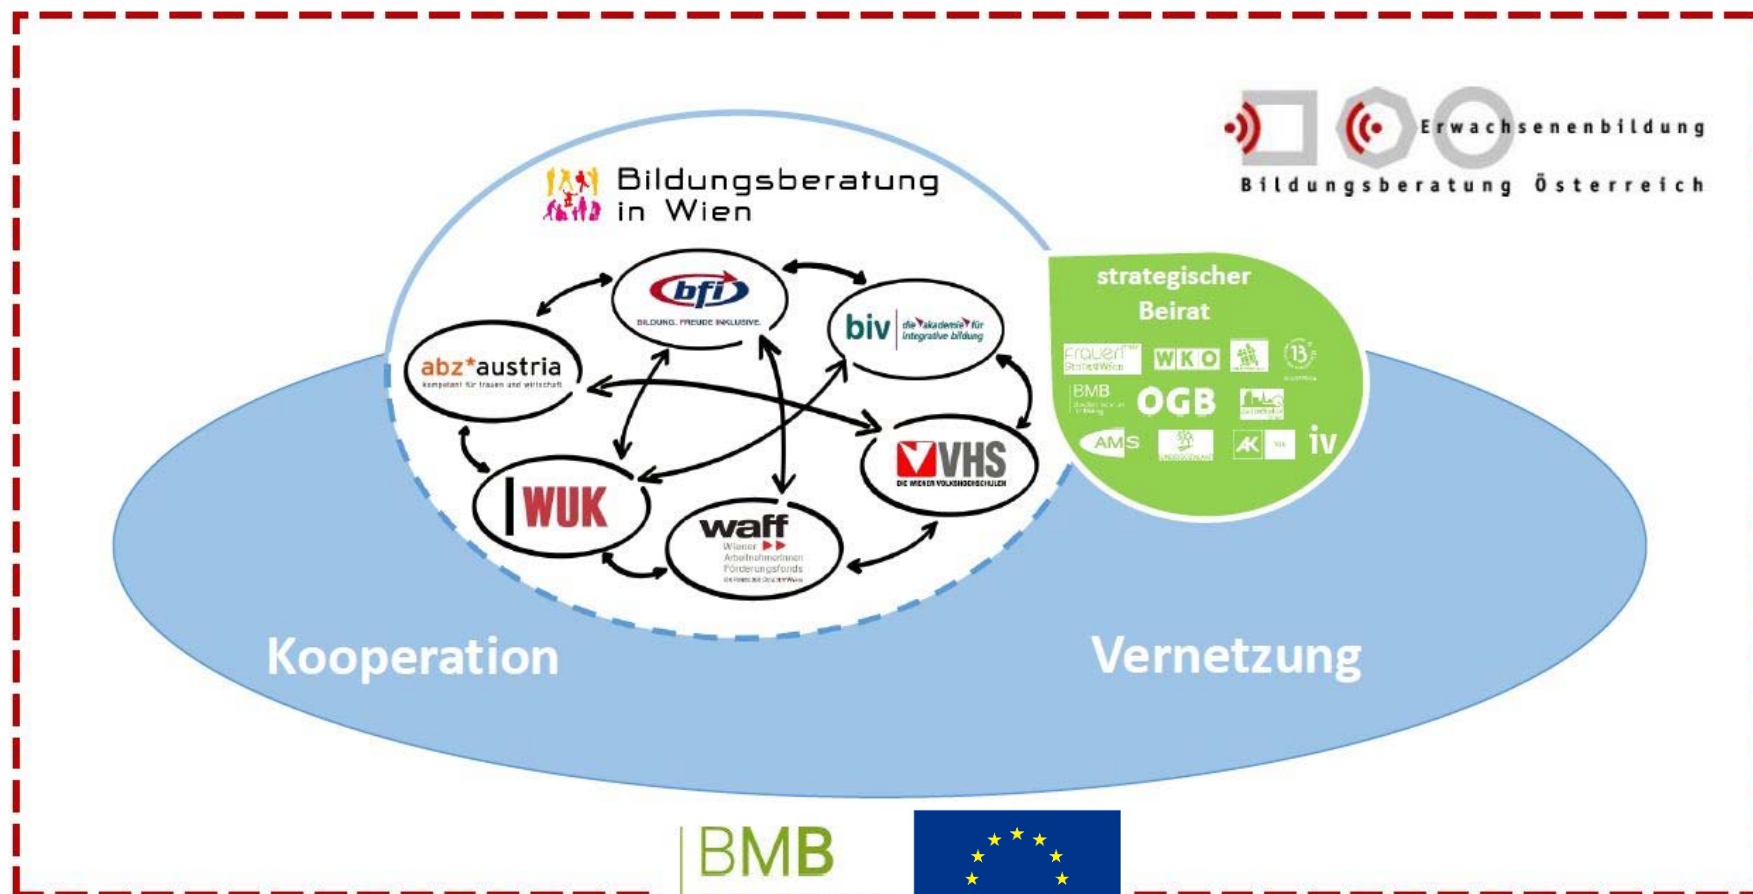 Erwachsenenbildung
Bildungsberatung Österreich
Bildungsberatung
in Wien
bfi
BILDUNG. FREUDE INKLUSIVE.
biv
die akademie für
integrative bildung
abz*austria
kompetent für frauen und wirtschaft
VHS
DIE WIENER VOLKSHOCHSCHULEN
WUK
waff
Wiener
ArbeitnehmerInnen
Förderungsfonds
strategischer
Beirat
Frauen
WKO
13
BMB
ÖGB
AMS
AK
iv
Kooperation
Vernetzung
BMB